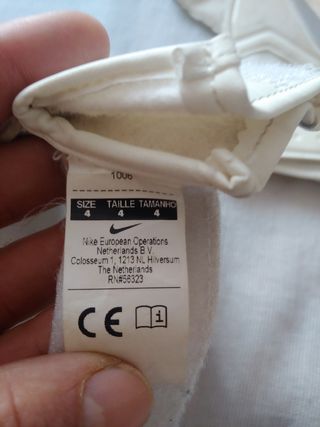 1006
SIZE TAILLE TAMANHO
4 4 4
Nike European Operations
Netherlands B.V.
Colosseum 1, 1213 NL Hilversum
The Netherlands
RN#56323
CE i